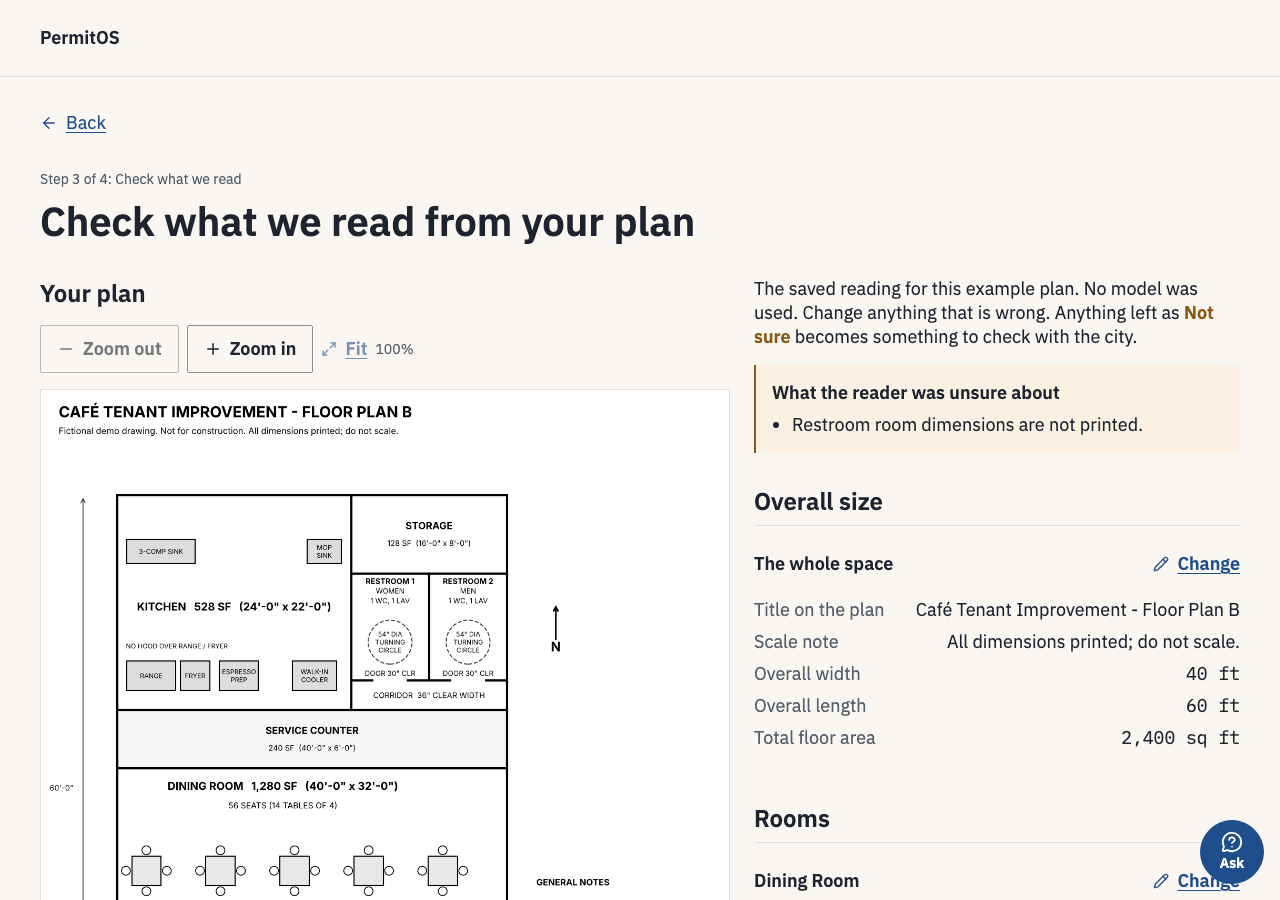 PermitOS
Back
Step 3 of 4: Check what we read
Check what we read from your plan
Your plan
Zoom out
Zoom in
Fit
100%
CAFÉ TENANT IMPROVEMENT - FLOOR PLAN B
Fictional demo drawing. Not for construction. All dimensions printed; do not scale.
STORAGE
128 SF (16'-0" x 8'-0")
3-COMP SINK
MOP
SINK
RESTROOM 1
WOMEN
1 WC, 1 LAV
RESTROOM 2
MEN
1 WC, 1 LAV
KITCHEN 528 SF (24'-0" x 22'-0")
54" DIA
TURNING
CIRCLE
54" DIA
TURNING
CIRCLE
N
NO HOOD OVER RANGE / FRYER
RANGE
FRYER
ESPRESSO
PREP
WALK-IN
COOLER
DOOR 30" CLR
DOOR 30" CLR
CORRIDOR 36" CLEAR WIDTH
SERVICE COUNTER
240 SF (40'-0" x 6'-0")
60'-0"
DINING ROOM 1,280 SF (40'-0" x 32'-0")
56 SEATS (14 TABLES OF 4)
GENERAL NOTES
The saved reading for this example plan. No model was
used. Change anything that is wrong. Anything left as Not
sure becomes something to check with the city.
What the reader was unsure about
• Restroom room dimensions are not printed.
Overall size
The whole space
Change
Title on the plan Café Tenant Improvement - Floor Plan B
Scale note All dimensions printed; do not scale.
Overall width 40 ft
Overall length 60 ft
Total floor area 2,400 sq ft
Rooms
Dining Room
Change
Ask